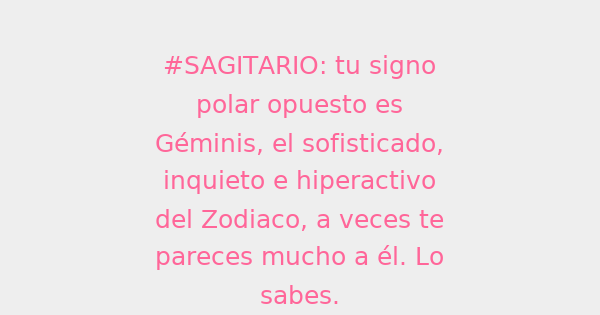 #SAGITARIO: tu signo
polar opuesto es
Géminis, el sofisticado,
inquieto e hiperactivo
del Zodiaco, a veces te
pareces mucho a él. Lo
sabes.